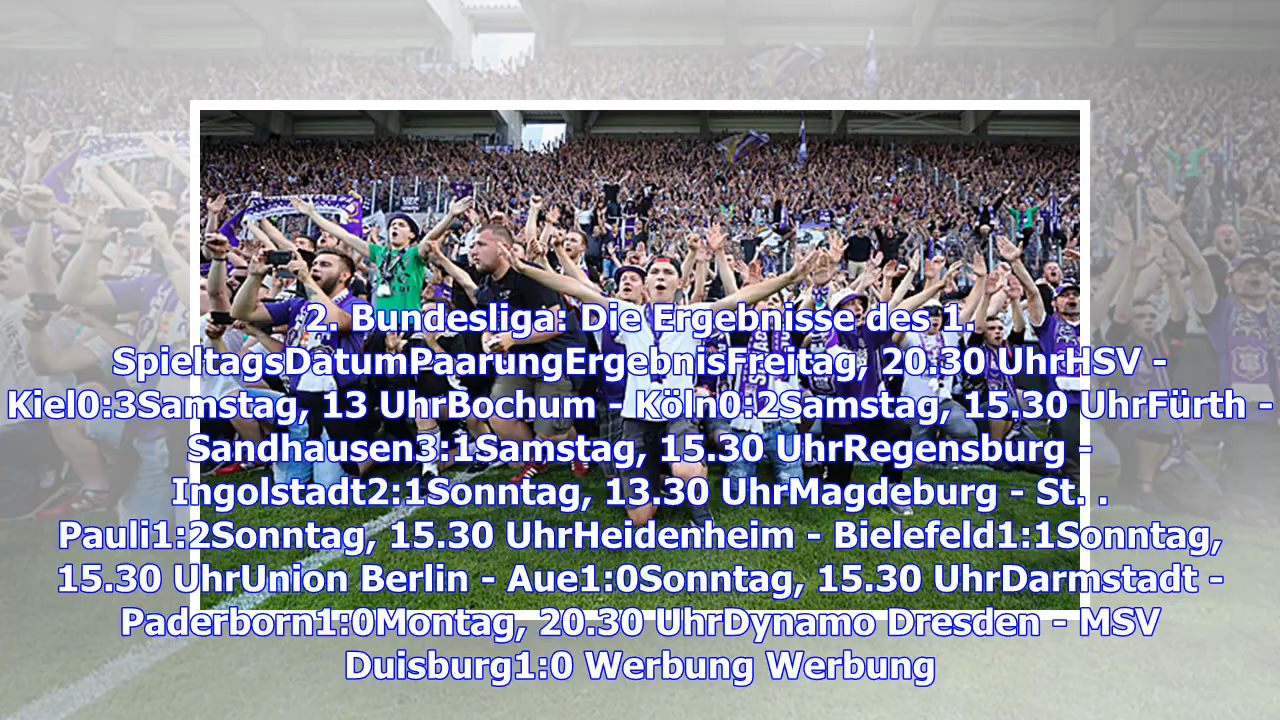 2. Bundesliga: Die Ergebnisse des 1.
SpieltagsDatumPaarungErgebnisFreitag, 20.30 UhrHSV -
Kiel0:3Samstag, 13 UhrBochum - Köln0:2Samstag, 15.30 UhrFürth -
Sandhausen3:1Samstag, 15.30 UhrRegensburg -
Ingolstadt2:1Sonntag, 13.30 UhrMagdeburg - St. .
Pauli1:2Sonntag, 15.30 UhrHeidenheim - Bielefeld1:1Sonntag,
15.30 UhrUnion Berlin - Aue1:0Sonntag, 15.30 UhrDarmstadt -
Paderborn1:0Montag, 20.30 UhrDynamo Dresden - MSV
Duisburg1:0 Werbung Werbung